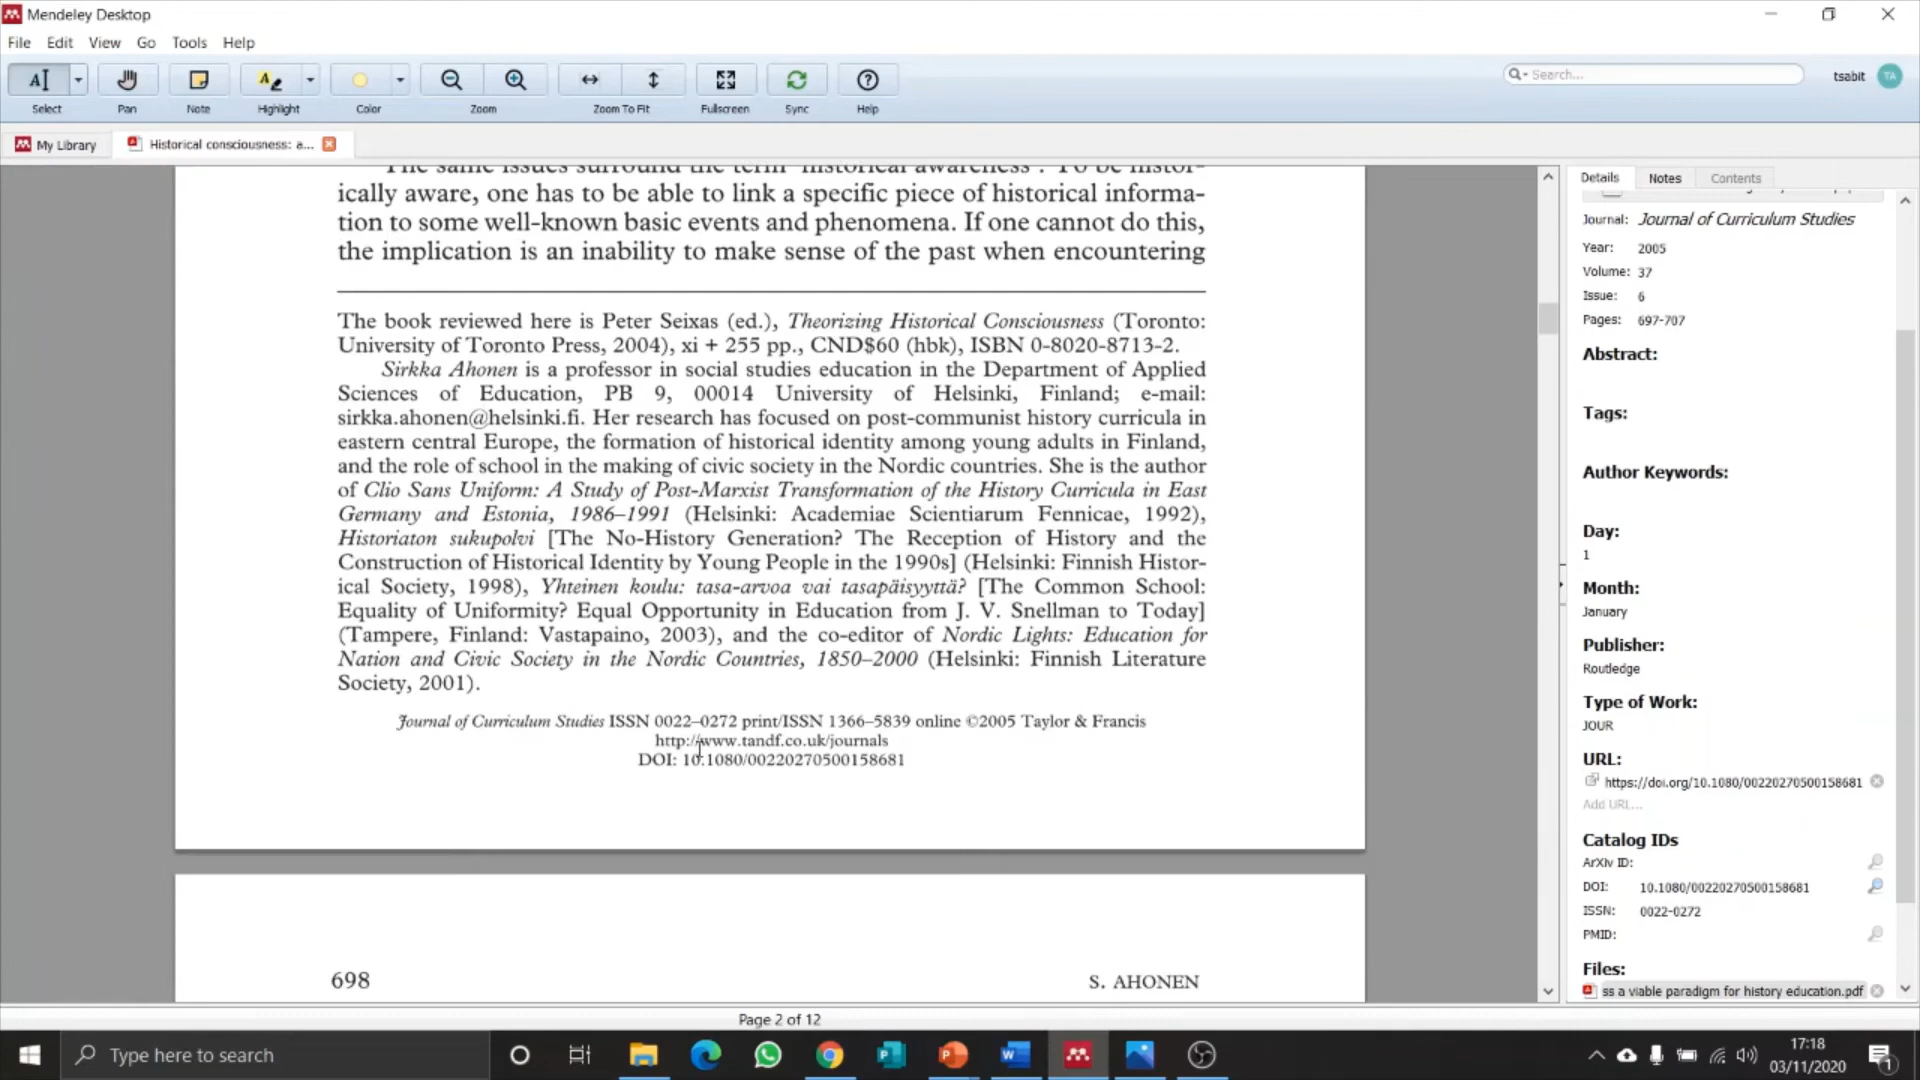 Mendeley Desktop
File Edit View Go Tools Help
Select Pan Note Highlight Color Zoom Zoom To Fit Fullscreen Sync Help
Search...
tsabit TA
My Library
Historical consciousness: a...
The same issues surround the term 'historical awareness'. To be histor-
ically aware, one has to be able to link a specific piece of historical informa-
tion to some well-known basic events and phenomena. If one cannot do this,
the implication is an inability to make sense of the past when encountering
The book reviewed here is Peter Seixas (ed.), Theorizing Historical Consciousness (Toronto:
University of Toronto Press, 2004), xi + 255 pp., CND$60 (hbk), ISBN 0-8020-8713-2.
Sirkka Ahonen is a professor in social studies education in the Department of Applied
Sciences of Education, PB 9, 00014 University of Helsinki, Finland; e-mail:
sirkka.ahonen@helsinki.fi. Her research has focused on post-communist history curricula in
eastern central Europe, the formation of historical identity among young adults in Finland,
and the role of school in the making of civic society in the Nordic countries. She is the author
of Clio Sans Uniform: A Study of Post-Marxist Transformation of the History Curricula in East
Germany and Estonia, 1986–1991 (Helsinki: Academiae Scientiarum Fennicae, 1992),
Historiaton sukupolvi [The No-History Generation? The Reception of History and the
Construction of Historical Identity by Young People in the 1990s] (Helsinki: Finnish Histor-
ical Society, 1998), Yhteinen koulu: tasa-arvoa vai tasapäisyyttä? [The Common School:
Equality of Uniformity? Equal Opportunity in Education from J. V. Snellman to Today]
(Tampere, Finland: Vastapaino, 2003), and the co-editor of Nordic Lights: Education for
Nation and Civic Society in the Nordic Countries, 1850–2000 (Helsinki: Finnish Literature
Society, 2001).
Journal of Curriculum Studies ISSN 0022–0272 print/ISSN 1366–5839 online ©2005 Taylor & Francis
http://www.tandf.co.uk/journals
DOI: 10.1080/00220270500158681
698 S. AHONEN
Page 2 of 12
Details Notes Contents
Journal: Journal of Curriculum Studies
Year: 2005
Volume: 37
Issue: 6
Pages: 697-707
Abstract:
Tags:
Author Keywords:
Day:
1
Month:
January
Publisher:
Routledge
Type of Work:
JOUR
URL:
https://doi.org/10.1080/00220270500158681
Add URL...
Catalog IDs
ArXiv ID:
DOI: 10.1080/00220270500158681
ISSN: 0022-0272
PMID:
Files:
ss a viable paradigm for history education.pdf
Type here to search
17:18
03/11/2020
1